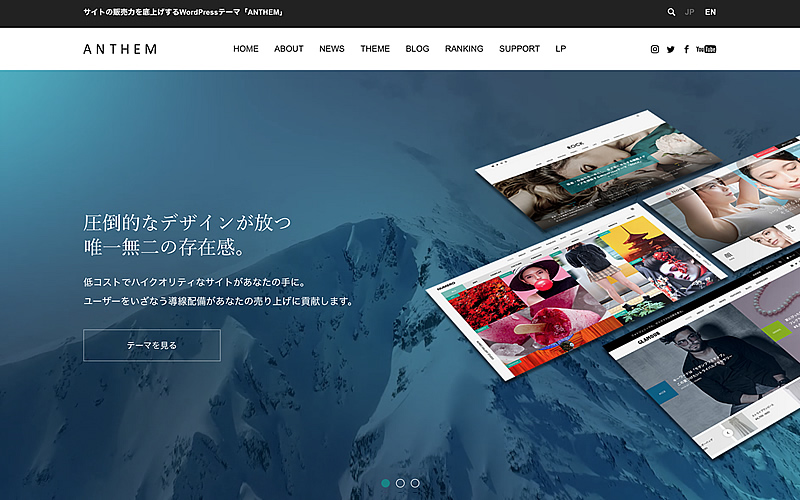 サイトの販売力を底上げするWordPressテーマ「ANTHEM」
JP EN
ANTHEM
HOME ABOUT NEWS THEME BLOG RANKING SUPPORT LP
YouTube
圧倒的なデザインが放つ
唯一無二の存在感。
低コストでハイクオリティなサイトがあなたの手に。
ユーザーをいざなう導線配備があなたの売り上げに貢献します。
テーマを見る
ROCK
GLAMOUR